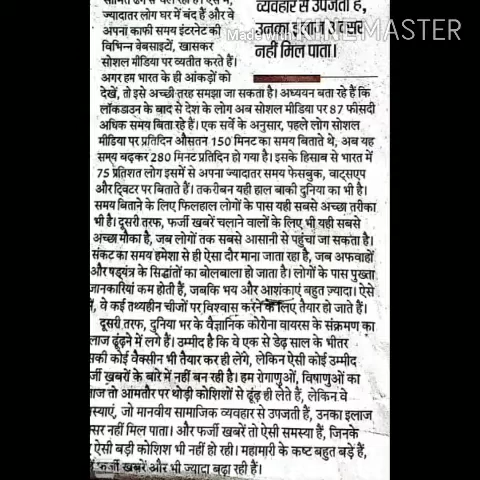 Made With KINEMASTER
व्यवहार से उपजती हैं,
उनका इलाज अक्सर
नहीं मिल पाता।
ज्यादातर लोग घर में बंद हैं और वे
अपना काफी समय इंटरनेट की
विभिन्न वेबसाइटों, खासकर
सोशल मीडिया पर व्यतीत करते हैं।
अगर हम भारत के ही आंकड़ों को
देखें, तो इसे अच्छी तरह समझा जा सकता है। अध्ययन बता रहे हैं कि
लॉकडाउन के बाद से देश के लोग अब सोशल मीडिया पर 87 फीसदी
अधिक समय बिता रहे हैं। एक सर्वे के अनुसार, पहले लोग सोशल
मीडिया पर प्रतिदिन औसतन 150 मिनट का समय बिताते थे, अब यह
समय बढ़कर 280 मिनट प्रतिदिन हो गया है। इसके हिसाब से भारत में
75 प्रतिशत लोग इसमें से अपना ज्यादातर समय फेसबुक, वाट्सएप
और ट्विटर पर बिताते हैं। तकरीबन यही हाल बाकी दुनिया का भी है।
समय बिताने के लिए फिलहाल लोगों के पास यही सबसे अच्छा तरीका
भी है। दूसरी तरफ, फर्जी खबरें चलाने वालों के लिए भी यही सबसे
अच्छा मौका है, जब लोगों तक सबसे आसानी से पहुंचा जा सकता है।
संकट का समय हमेशा से ही ऐसा दौर माना जाता रहा है, जब अफवाहों
और षड्यंत्र के सिद्धांतों का बोलबाला हो जाता है। लोगों के पास पुख्ता
जानकारियां कम होती हैं, जबकि भय और आशंकाएं बहुत ज्यादा। ऐसे
में, वे कई तथ्यहीन चीजों पर विश्वास करने के लिए तैयार हो जाते हैं।
दूसरी तरफ, दुनिया भर के वैज्ञानिक कोरोना वायरस के संक्रमण का
लाज ढूंढ़ने में लगे हैं। उम्मीद है कि वे एक से डेढ़ साल के भीतर
सकी कोई वैक्सीन भी तैयार कर ही लेंगे, लेकिन ऐसी कोई उम्मीद
र्जी खबरों के बारे में नहीं बन रही है। हम रोगाणुओं, विषाणुओं का
लाज तो आमतौर पर थोड़ी कोशिशों से ढूंढ़ ही लेते हैं, लेकिन वे
स्याएं, जो मानवीय सामाजिक व्यवहार से उपजती हैं, उनका इलाज
सर नहीं मिल पाता। और फर्जी खबरें तो ऐसी समस्या हैं, जिनके
ऐसी बड़ी कोशिश भी नहीं हो रही। महामारी के कष्ट बहुत बड़े हैं,
फर्जी खबरें और भी ज्यादा बढ़ा रही हैं।